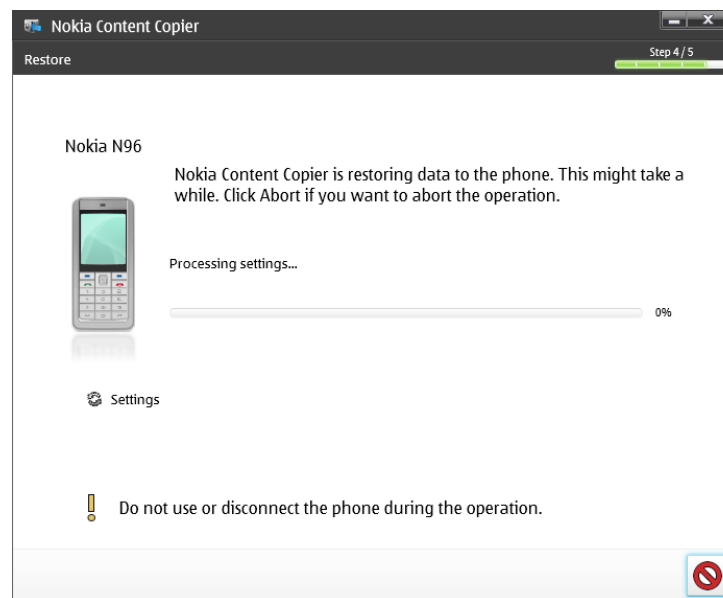 Nokia Content Copier
Restore
Step 4 / 5
Nokia N96
Nokia Content Copier is restoring data to the phone. This might take a
while. Click Abort if you want to abort the operation.
Processing settings...
0%
Settings
Do not use or disconnect the phone during the operation.